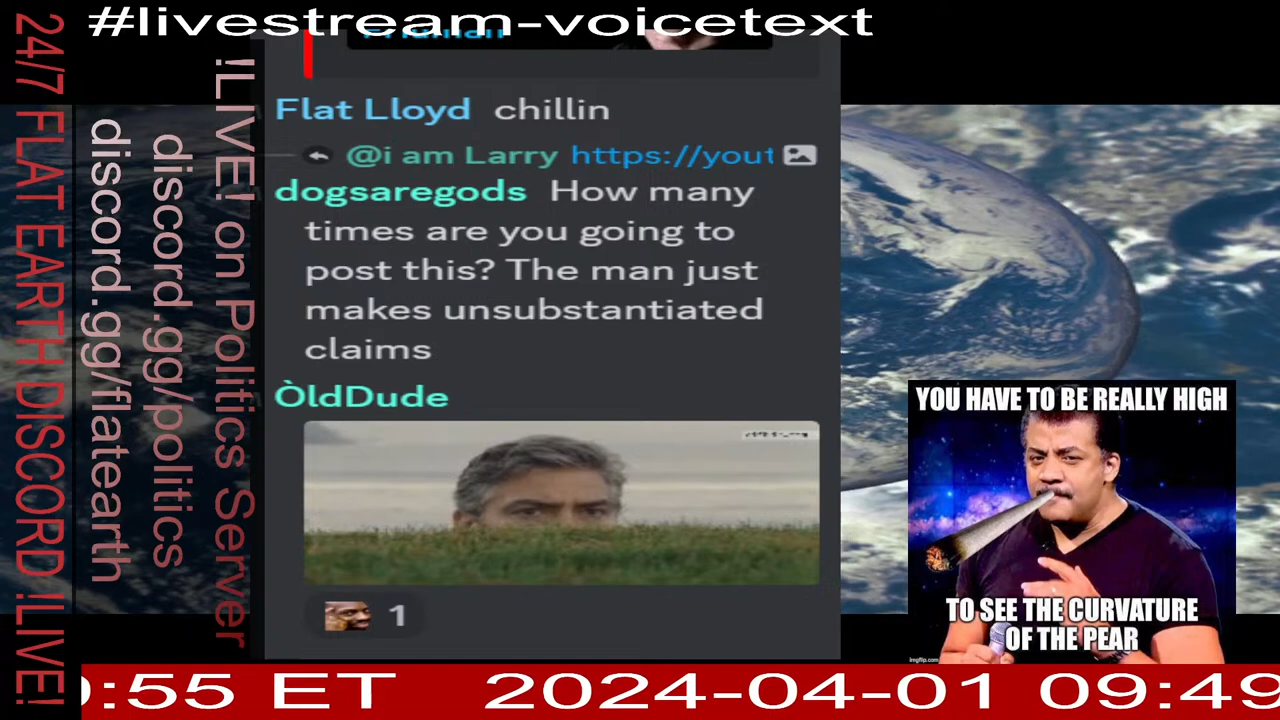 #livestream-voicetext
24/7 FLAT EARTH DISCORD !LIVE!
discord.gg/flatearth
discord.gg/politics
!LIVE! on Politics Server
Flat Lloyd chillin
@i am Larry https://yout
dogsaregods How many
times are you going to
post this? The man just
makes unsubstantiated
claims
ÒldDude
1
YOU HAVE TO BE REALLY HIGH
TO SEE THE CURVATURE
OF THE PEAR
imgflip.com
:55 ET 2024-04-01 09:49